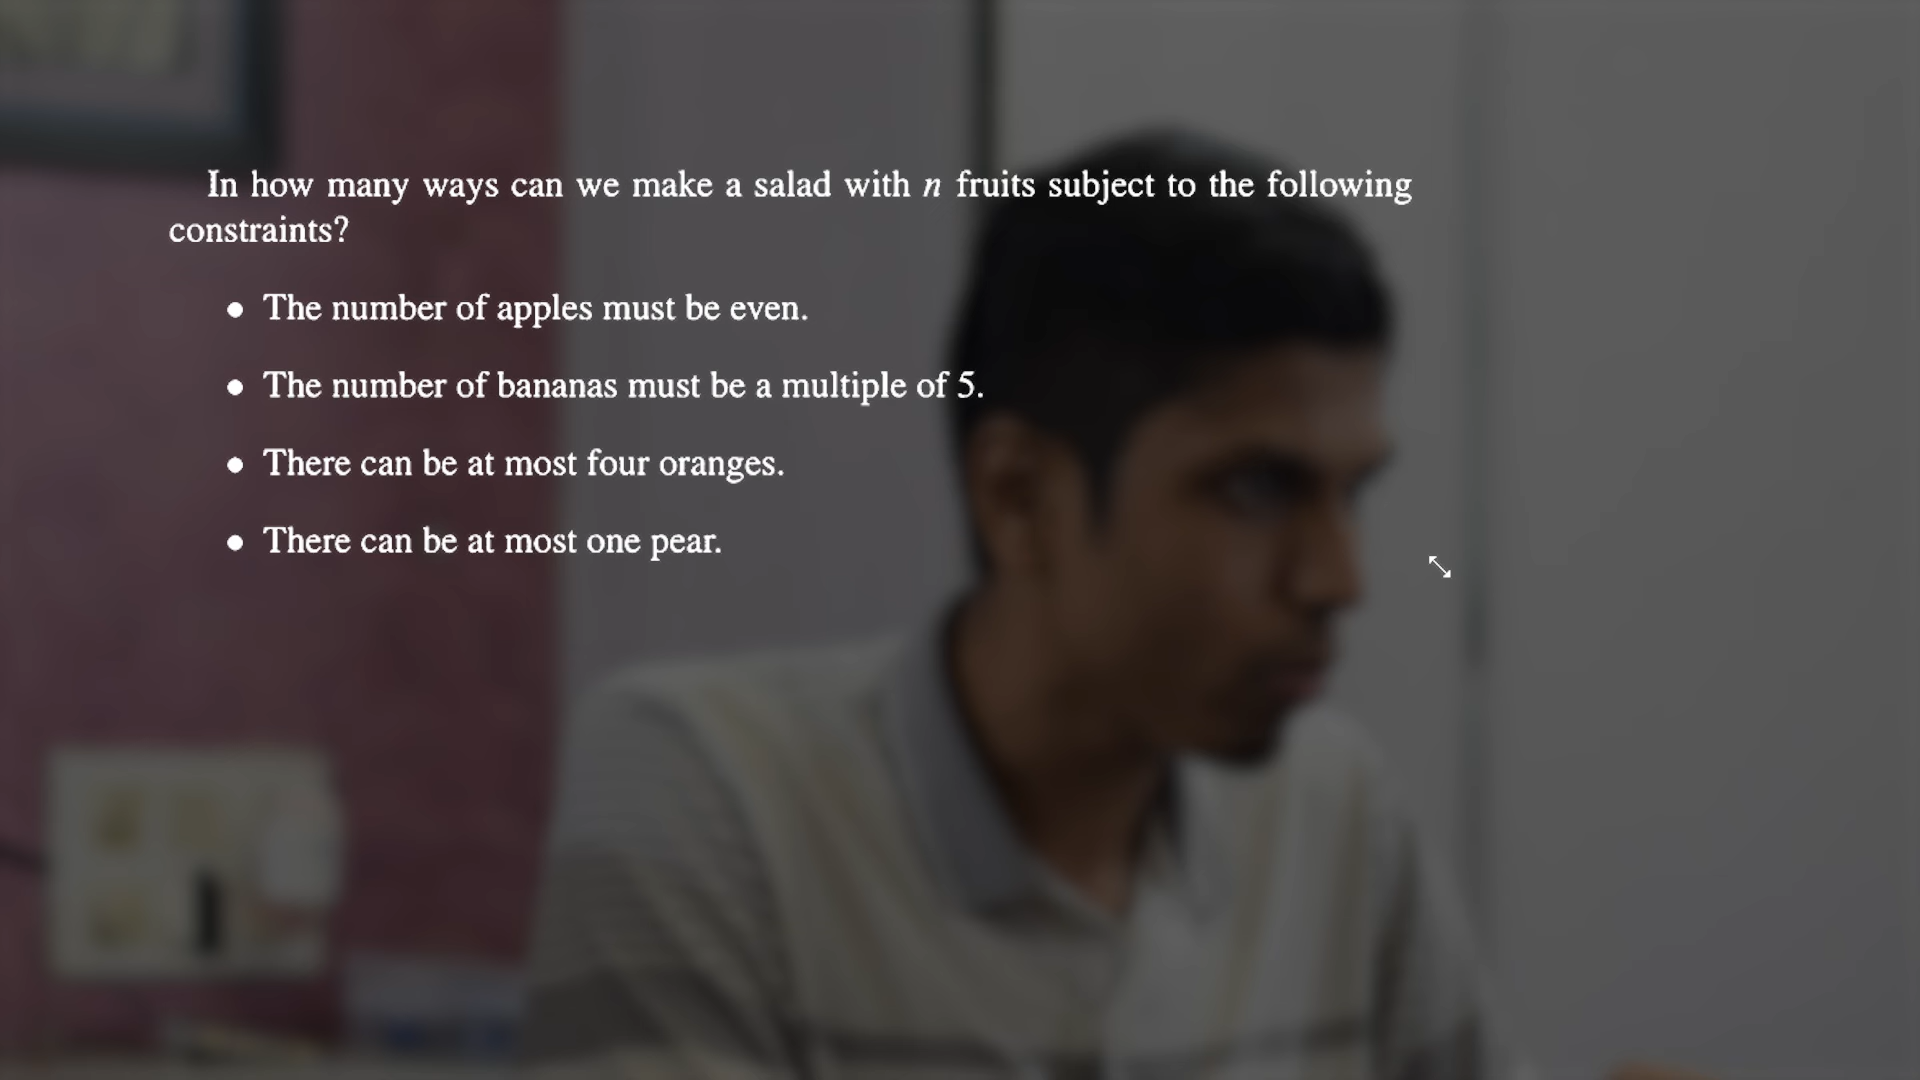 In how many ways can we make a salad with n fruits subject to the following
constraints?
• The number of apples must be even.
• The number of bananas must be a multiple of 5.
• There can be at most four oranges.
• There can be at most one pear.